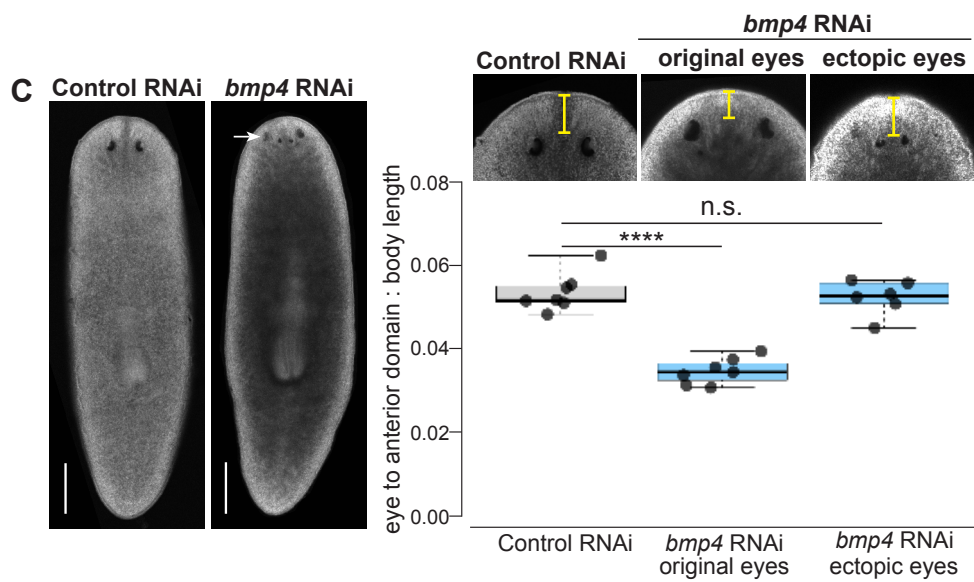 C
Control RNAi
bmp4 RNAi
bmp4 RNAi
Control RNAi
original eyes
ectopic eyes
eye to anterior domain : body length
0.08
0.06
0.04
0.02
0.00
n.s.
****
Control RNAi
bmp4 RNAi
original eyes
bmp4 RNAi
ectopic eyes